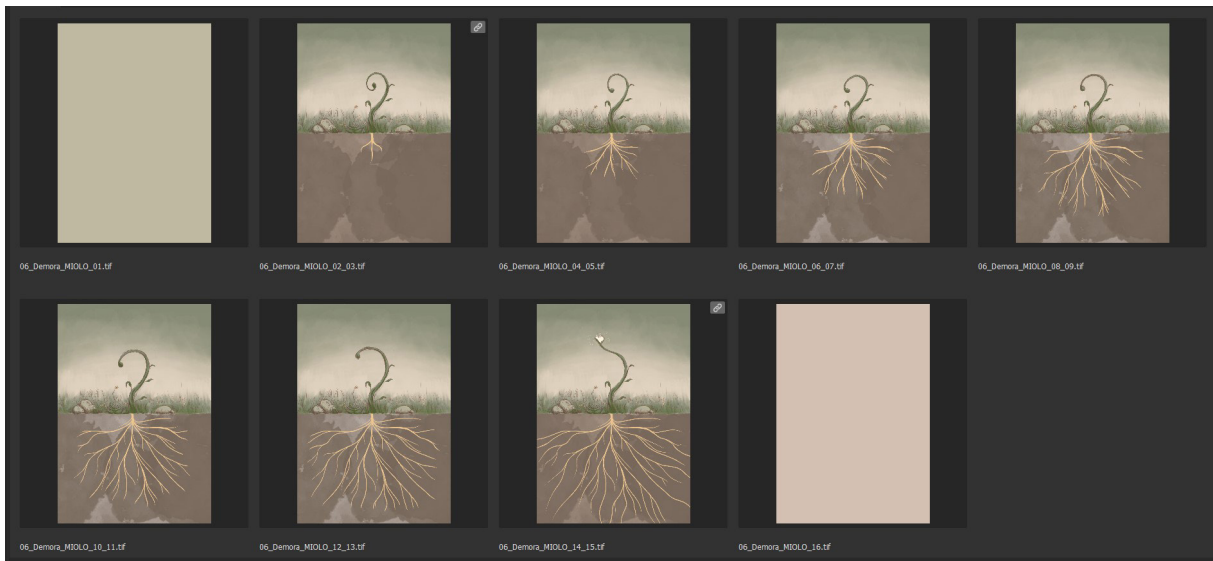 06_Demora_MIOLO_01.tif
06_Demora_MIOLO_02_03.tif
06_Demora_MIOLO_04_05.tif
06_Demora_MIOLO_06_07.tif
06_Demora_MIOLO_08_09.tif
06_Demora_MIOLO_10_11.tif
06_Demora_MIOLO_12_13.tif
06_Demora_MIOLO_14_15.tif
06_Demora_MIOLO_16.tif